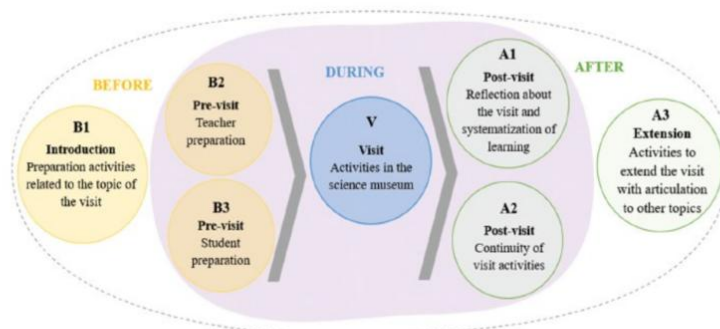 BEFORE
B1
Introduction
Preparation activities
related to the topic of
the visit
B2
Pre-visit
Teacher
preparation
B3
Pre-visit
Student
preparation
DURING
V
Visit
Activities in the
science museum
AFTER
A1
Post-visit
Reflection about
the visit and
systematization of
learning
A2
Post-visit
Continuity of
visit activities
A3
Extension
Activities to
extend the visit
with articulation
to other topics